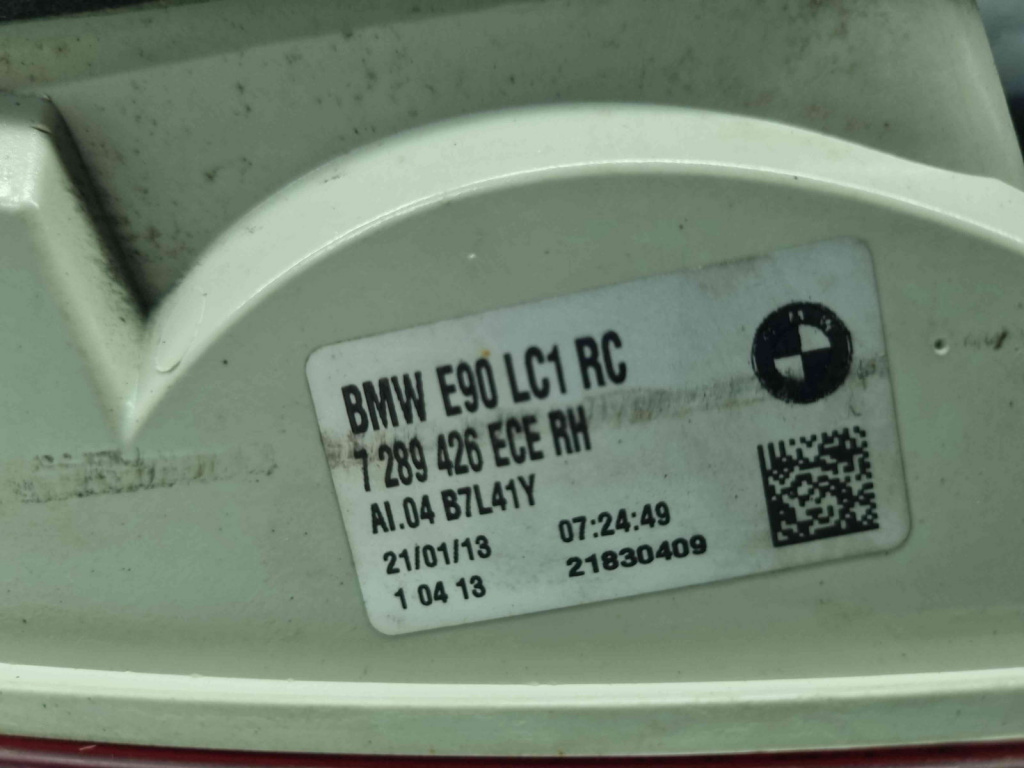 BMW E90 LC1 RC
7 289 426 ECE RH
AI.04 B7L41Y
21/01/13 07:24:49
1 04 13 21830409